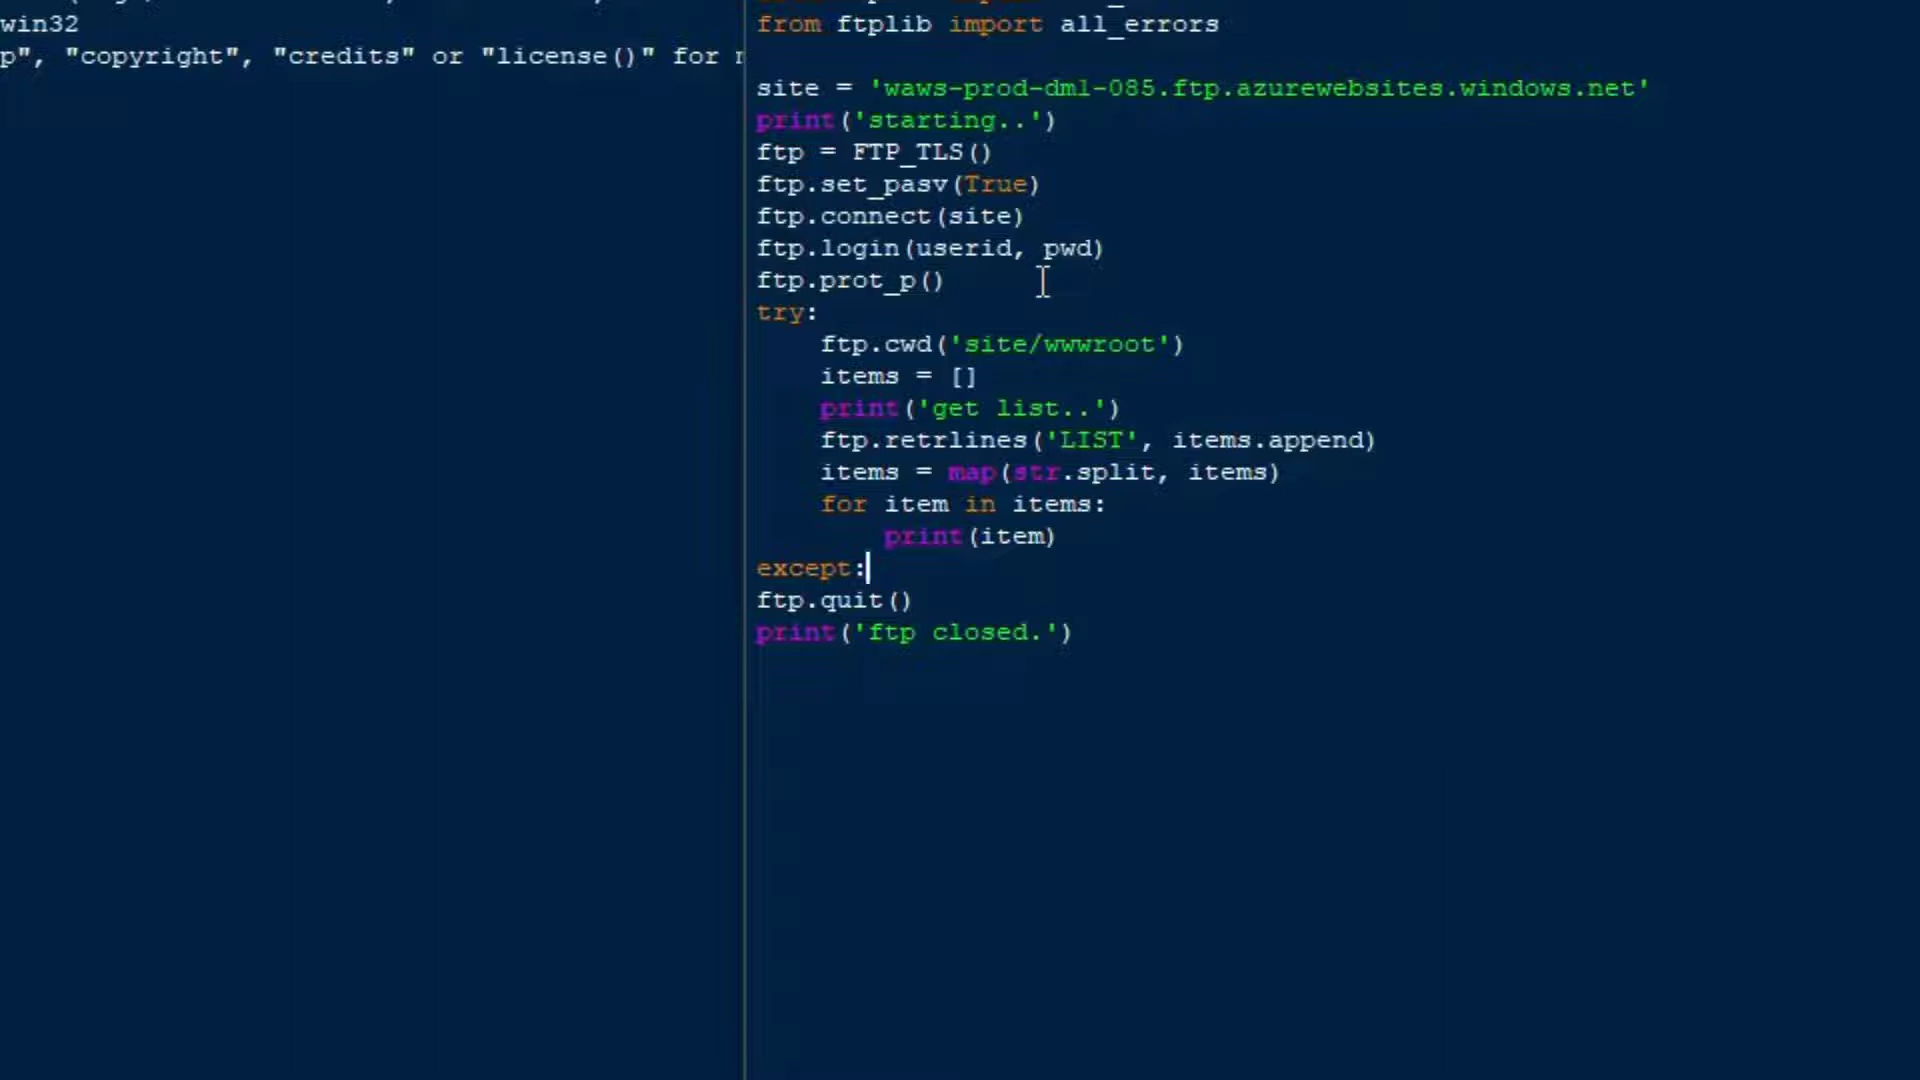 win32
p", "copyright", "credits" or "license()" for
from ftplib import all_errors
site = 'waws-prod-dm1-085.ftp.azurewebsites.windows.net'
print('starting..')
ftp = FTP_TLS()
ftp.set_pasv(True)
ftp.connect(site)
ftp.login(userid, pwd)
ftp.prot_p()
try:
    ftp.cwd('site/wwwroot')
    items = []
    print('get list..')
    ftp.retrlines('LIST', items.append)
    items = map(str.split, items)
    for item in items:
        print(item)
except:
ftp.quit()
print('ftp closed.')